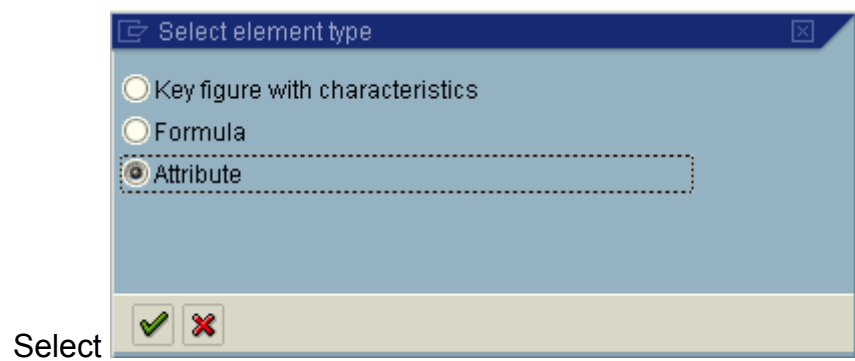 Select element type
Key figure with characteristics
Formula
Attribute
Select